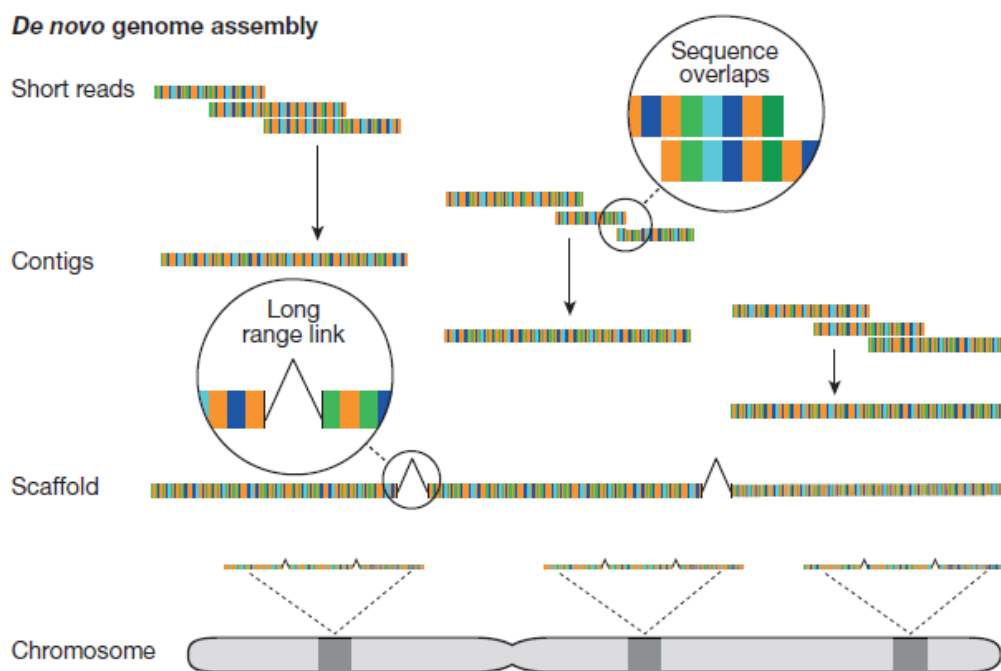 De novo genome assembly
Short reads
Sequence
overlaps
Contigs
Long
range link
Scaffold
Chromosome